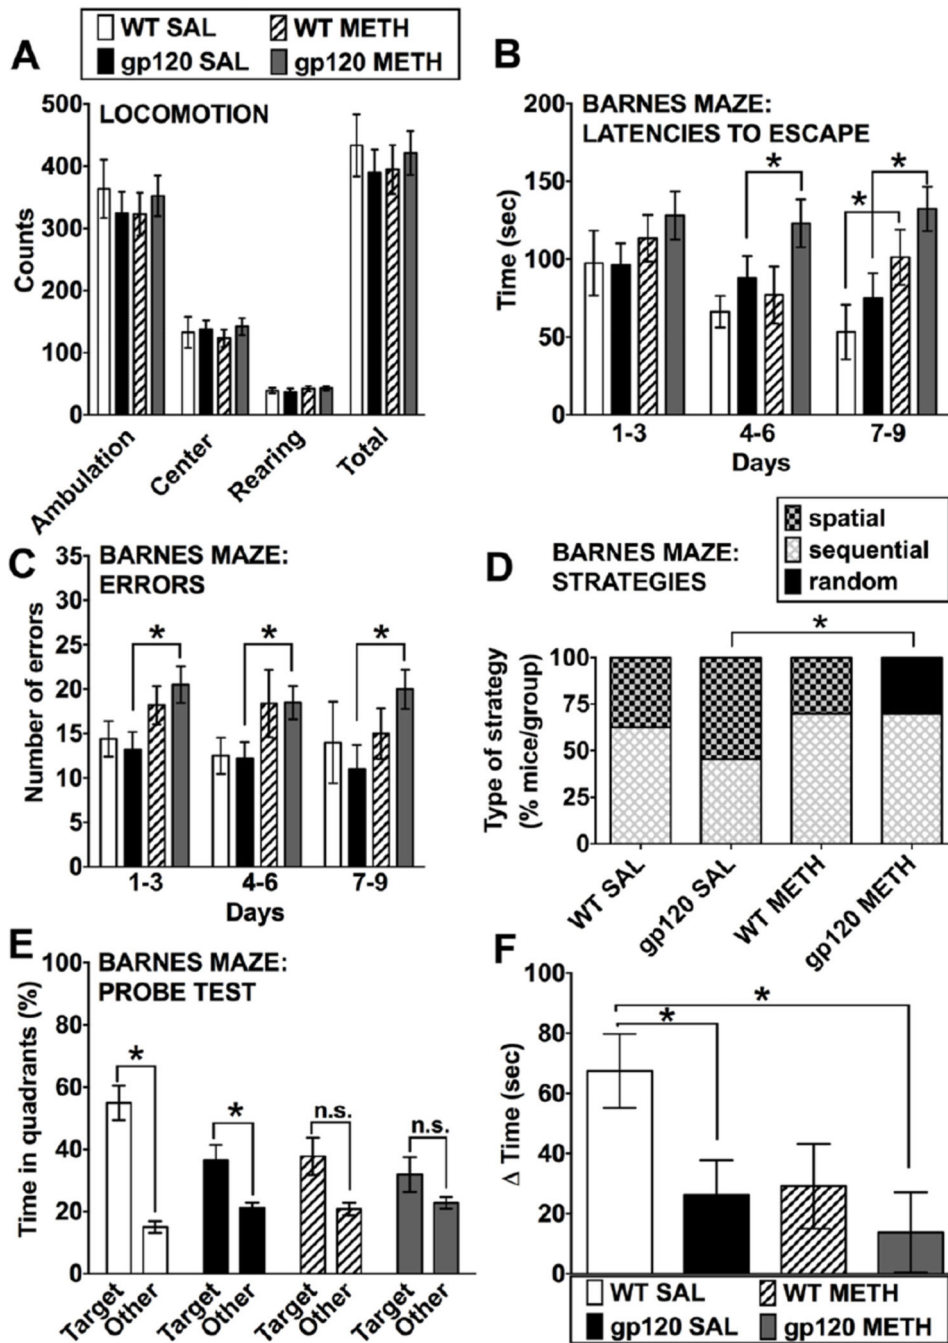 WT SAL WT METH
gp120 SAL gp120 METH
A
LOCOMOTION
500
400
300
200
100
0
Counts
Ambulation
Center
Rearing
Total
B
BARNES MAZE:
LATENCIES TO ESCAPE
200
150
100
50
0
Time (sec)
*
*
*
1-3 4-6 7-9
Days
C
BARNES MAZE:
ERRORS
35
30
25
20
15
10
5
0
Number of errors
* * *
1-3 4-6 7-9
Days
D
BARNES MAZE:
STRATEGIES
spatial
sequential
random
*
100
75
50
25
0
Type of strategy
(% mice/group)
WT SAL
gp120 SAL
WT METH
gp120 METH
E
BARNES MAZE:
PROBE TEST
100
80
60
40
20
0
Time in quadrants (%)
*
*
n.s.
n.s.
Target
Other
Target
Other
Target
Other
Target
Other
F
100
80
60
40
20
0
Δ Time (sec)
*
*
WT SAL WT METH
gp120 SAL gp120 METH